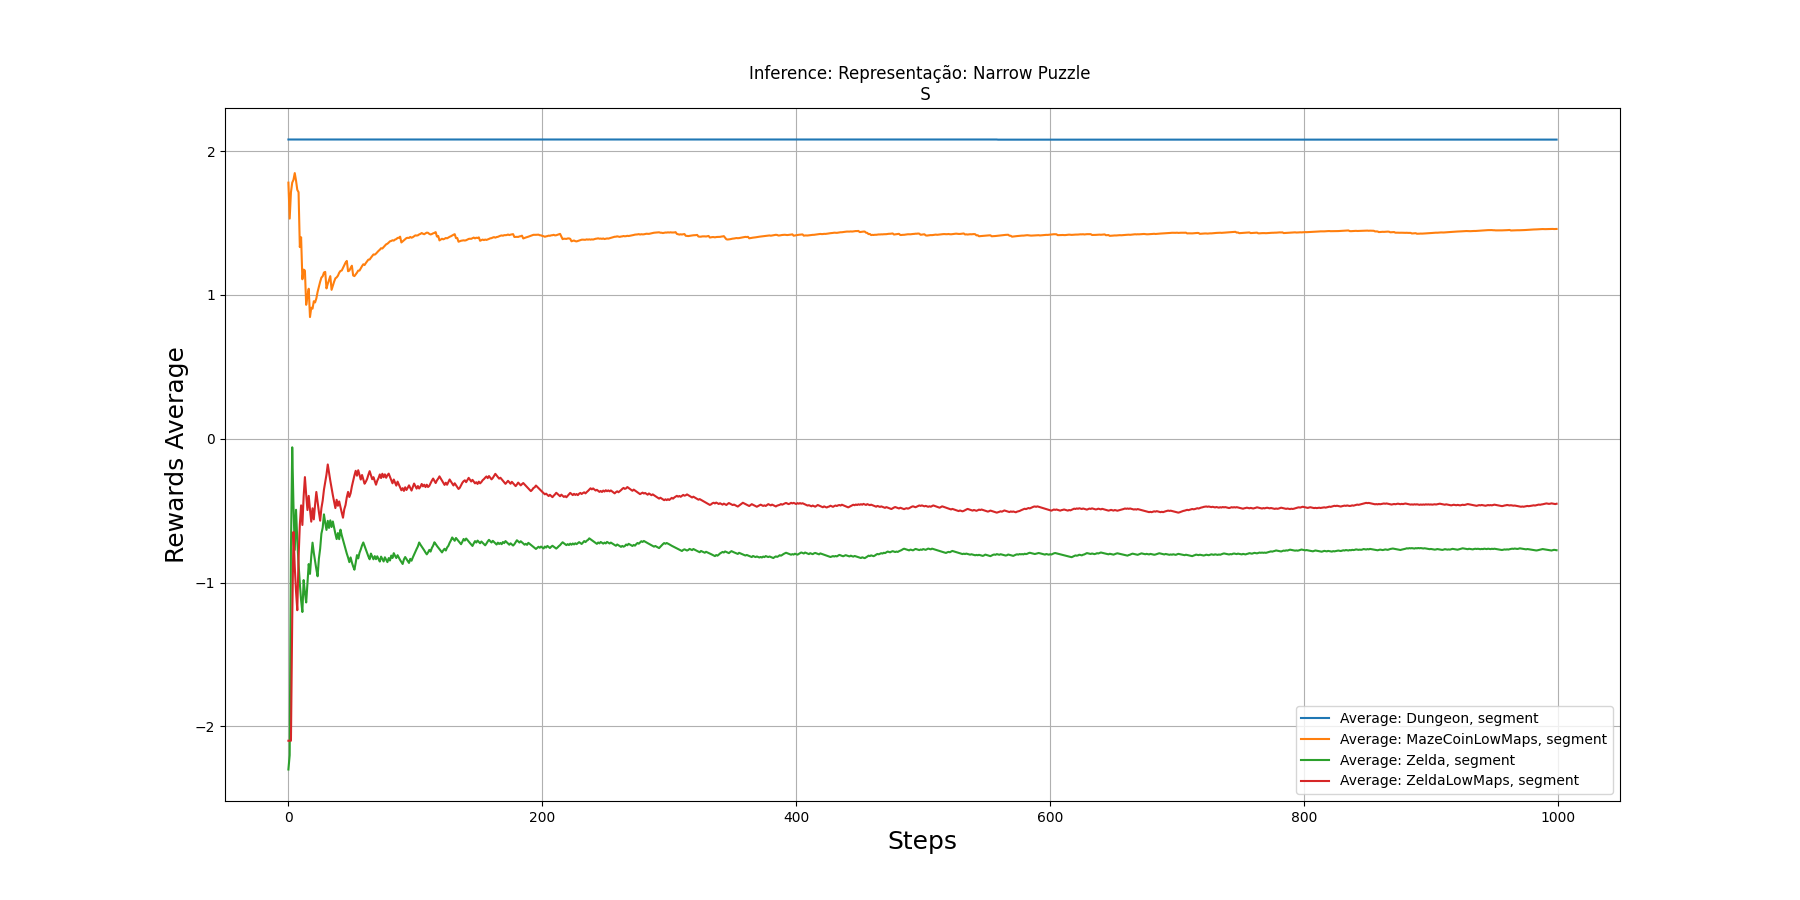 Inference: Representação: Narrow Puzzle
S
2
1
0
−1
−2
Rewards Average
0
200
400
600
800
1000
Steps
Average: Dungeon, segment
Average: MazeCoinLowMaps, segment
Average: Zelda, segment
Average: ZeldaLowMaps, segment